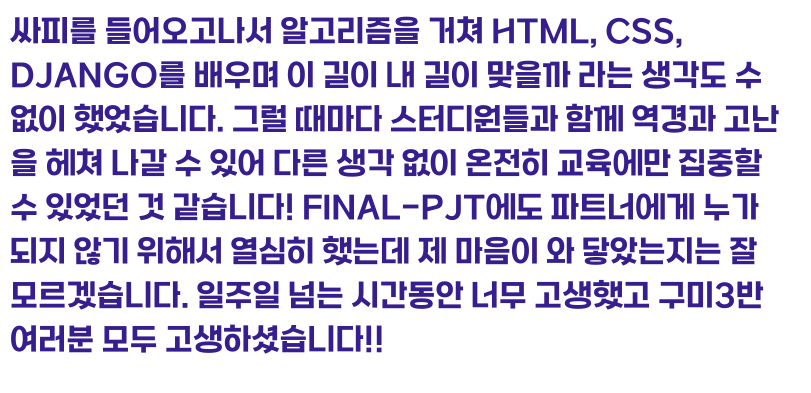 싸피를 들어오고나서 알고리즘을 거쳐 HTML, CSS,
DJANGO를 배우며 이 길이 내 길이 맞을까 라는 생각도 수
없이 했었습니다. 그럴 때마다 스터디원들과 함께 역경과 고난
을 헤쳐 나갈 수 있어 다른 생각 없이 온전히 교육에만 집중할
수 있었던 것 같습니다! FINAL-PJT에도 파트너에게 누가
되지 않기 위해서 열심히 했는데 제 마음이 와 닿았는지는 잘
모르겠습니다. 일주일 넘는 시간동안 너무 고생했고 구미3반
여러분 모두 고생하셨습니다!!